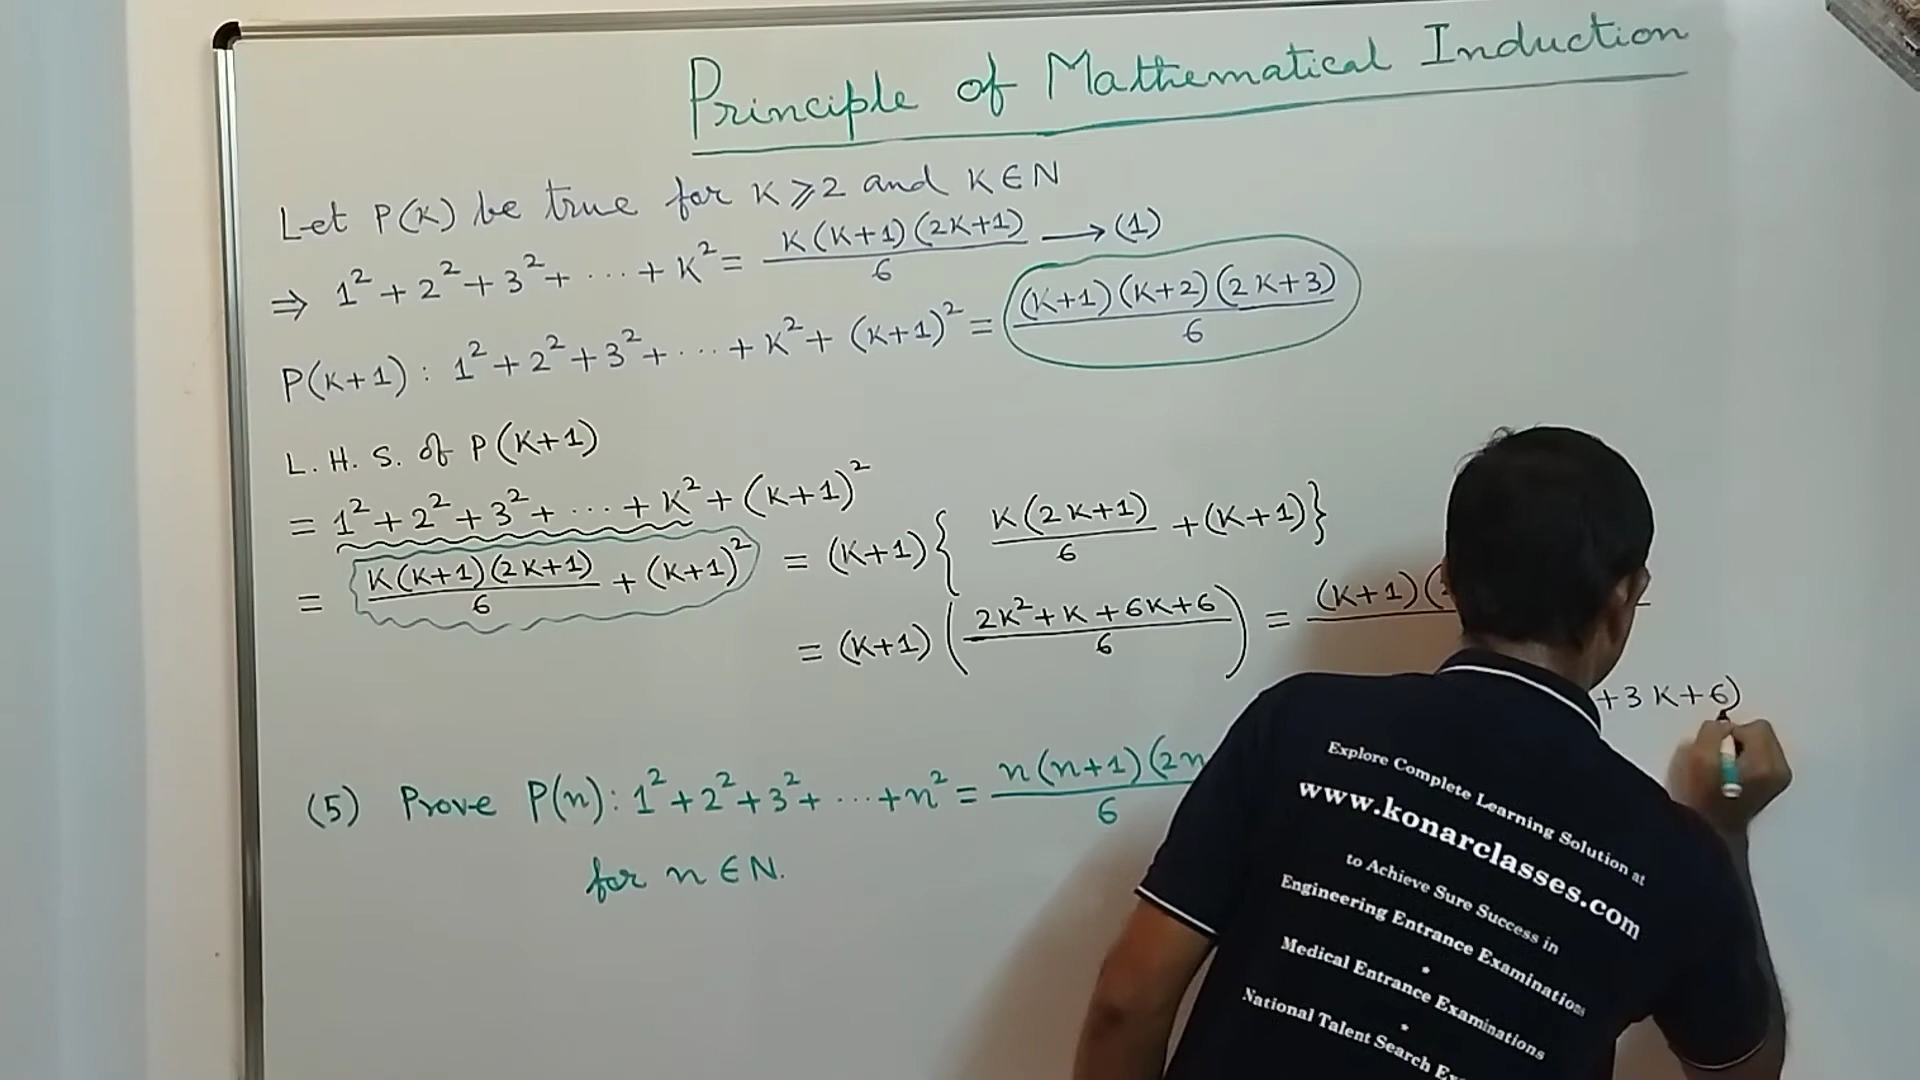 Principle of Mathematical Induction
Let P(K) be true for K ⩾ 2 and K ∈ N
⇒ 1² + 2² + 3² + ... + K² = K(K+1)(2K+1)/6 ⟶ (1)
P(K+1) : 1² + 2² + 3² + ... + K² + (K+1)² = (K+1)(K+2)(2K+3)/6
L. H. S. of P(K+1)
= 1² + 2² + 3² + ... + K² + (K+1)²
= K(K+1)(2K+1)/6 + (K+1)²
= (K+1){ K(2K+1)/6 + (K+1)}
= (K+1) ( 2K² + K + 6K + 6 / 6 ) = (K+1)(
+ 3K + 6)
(5) Prove P(n) : 1² + 2² + 3² + ... + n² = n(n+1)(2n / 6
for n ∈ N.
Explore Complete Learning Solution at
www.konarclasses.com
to Achieve Sure Success in
Engineering Entrance Examinations
*
Medical Entrance Examinations
*
National Talent Search